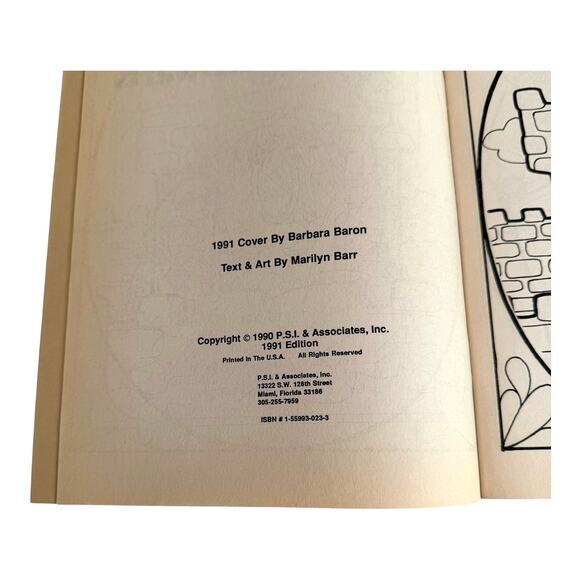 1991 Cover By Barbara Baron
Text & Art By Marilyn Barr
Copyright © 1990 P.S.I. & Associates, Inc.
1991 Edition
Printed In The U.S.A. All Rights Reserved
P.S.I. & Associates, Inc.
13322 S.W. 128th Street
Miami, Florida 33186
305-255-7959
ISBN # 1-55993-023-3